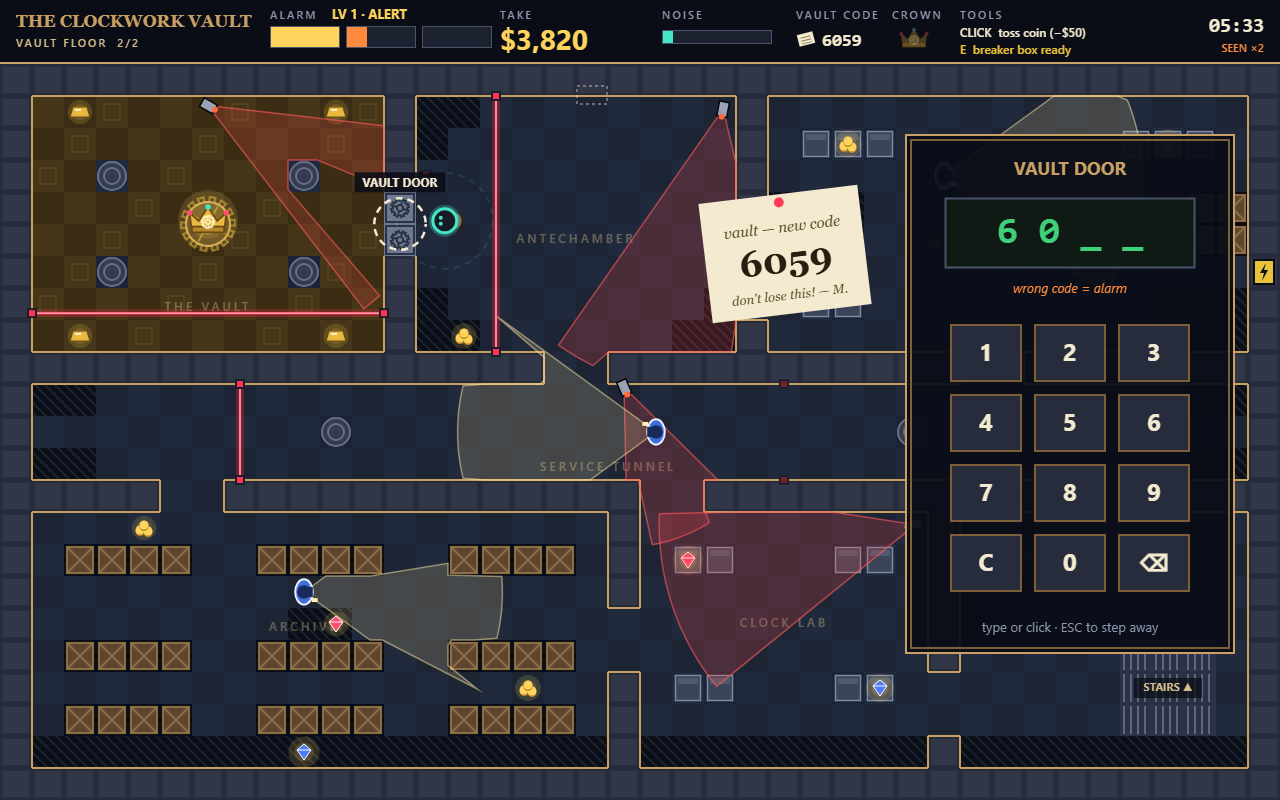 THE CLOCKWORK VAULT
VAULT FLOOR 2/2
ALARM LV 1 · ALERT
TAKE
$3,820
NOISE
VAULT CODE
6059
CROWN
TOOLS
CLICK toss coin (−$50)
E breaker box ready
05:33
SEEN ×2
VAULT DOOR
THE VAULT
ANTECHAMBER
vault — new code
6059
don't lose this! — M.
VAULT DOOR
6 0 _ _
wrong code = alarm
1 2 3
4 5 6
7 8 9
C 0 ⌫
type or click · ESC to step away
SERVICE TUNNEL
ARCHIV
CLOCK LAB
STAIRS ▲